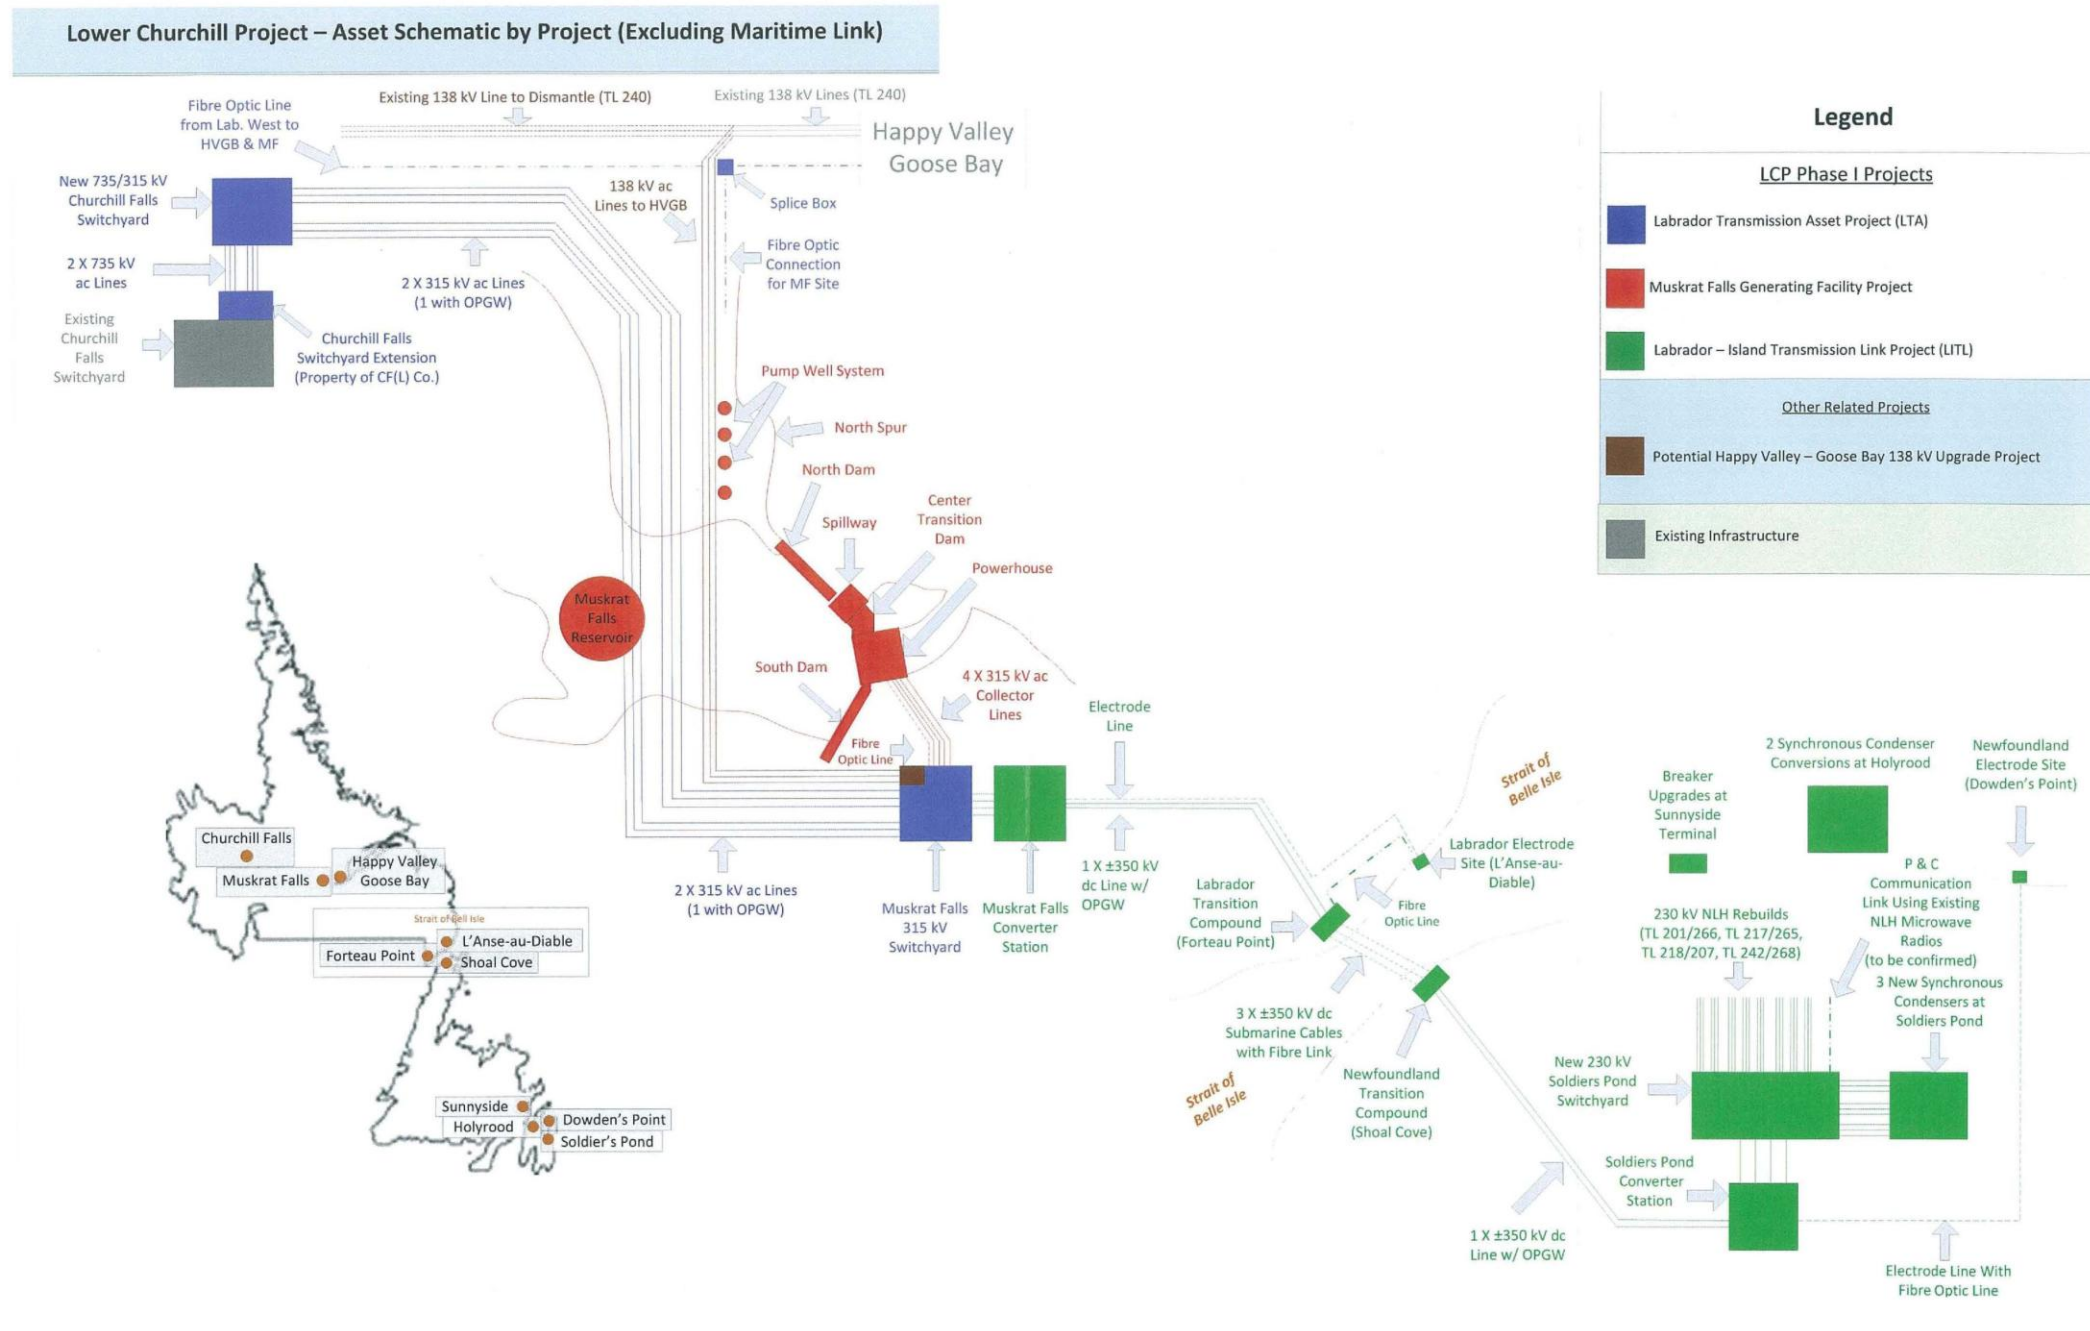 Lower Churchill Project – Asset Schematic by Project (Excluding Maritime Link)
Fibre Optic Line
from Lab. West to
HVGB & MF
Existing 138 kV Line to Dismantle (TL 240)
Existing 138 kV Lines (TL 240)
Happy Valley
Goose Bay
New 735/315 kV
Churchill Falls
Switchyard
138 kV ac
Lines to HVGB
Splice Box
2 X 735 kV
ac Lines
2 X 315 kV ac Lines
(1 with OPGW)
Fibre Optic
Connection
for MF Site
Existing
Churchill
Falls
Switchyard
Churchill Falls
Switchyard Extension
(Property of CF(L) Co.)
Pump Well System
North Spur
North Dam
Center
Transition
Dam
Spillway
Powerhouse
Muskrat
Falls
Reservoir
South Dam
4 X 315 kV ac
Collector
Lines
Fibre
Optic Line
Electrode
Line
2 X 315 kV ac Lines
(1 with OPGW)
Muskrat Falls
315 kV
Switchyard
Muskrat Falls
Converter
Station
1 X ±350 kV
dc Line w/
OPGW
Labrador
Transition
Compound
(Forteau Point)
Strait of
Belle Isle
Labrador Electrode
Site (L'Anse-au-
Diable)
Fibre
Optic Line
3 X ±350 kV dc
Submarine Cables
with Fibre Link
Strait of
Belle Isle
Newfoundland
Transition
Compound
(Shoal Cove)
1 X ±350 kV dc
Line w/ OPGW
Breaker
Upgrades at
Sunnyside
Terminal
2 Synchronous Condenser
Conversions at Holyrood
Newfoundland
Electrode Site
(Dowden's Point)
230 kV NLH Rebuilds
(TL 201/266, TL 217/265,
TL 218/207, TL 242/268)
P & C
Communication
Link Using Existing
NLH Microwave
Radios
(to be confirmed)
3 New Synchronous
Condensers at
Soldiers Pond
New 230 kV
Soldiers Pond
Switchyard
Soldiers Pond
Converter
Station
Electrode Line With
Fibre Optic Line
Legend
LCP Phase I Projects
Labrador Transmission Asset Project (LTA)
Muskrat Falls Generating Facility Project
Labrador – Island Transmission Link Project (LITL)
Other Related Projects
Potential Happy Valley – Goose Bay 138 kV Upgrade Project
Existing Infrastructure
Churchill Falls
Muskrat Falls
Happy Valley
Goose Bay
Strait of Bell Isle
L'Anse-au-Diable
Forteau Point
Shoal Cove
Sunnyside
Holyrood
Dowden's Point
Soldier's Pond